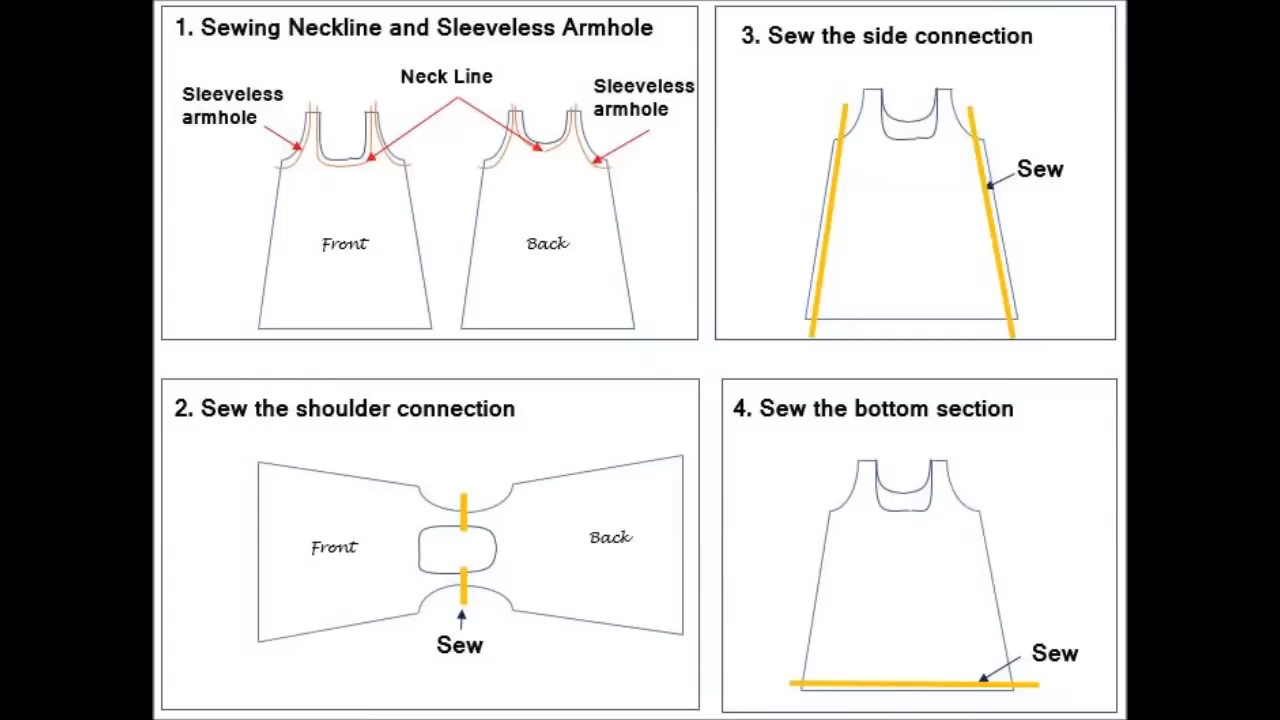 1. Sewing Neckline and Sleeveless Armhole
Neck Line
Sleeveless
armhole
Sleeveless
armhole
Front
Back
2. Sew the shoulder connection
Front
Back
Sew
3. Sew the side connection
Sew
4. Sew the bottom section
Sew